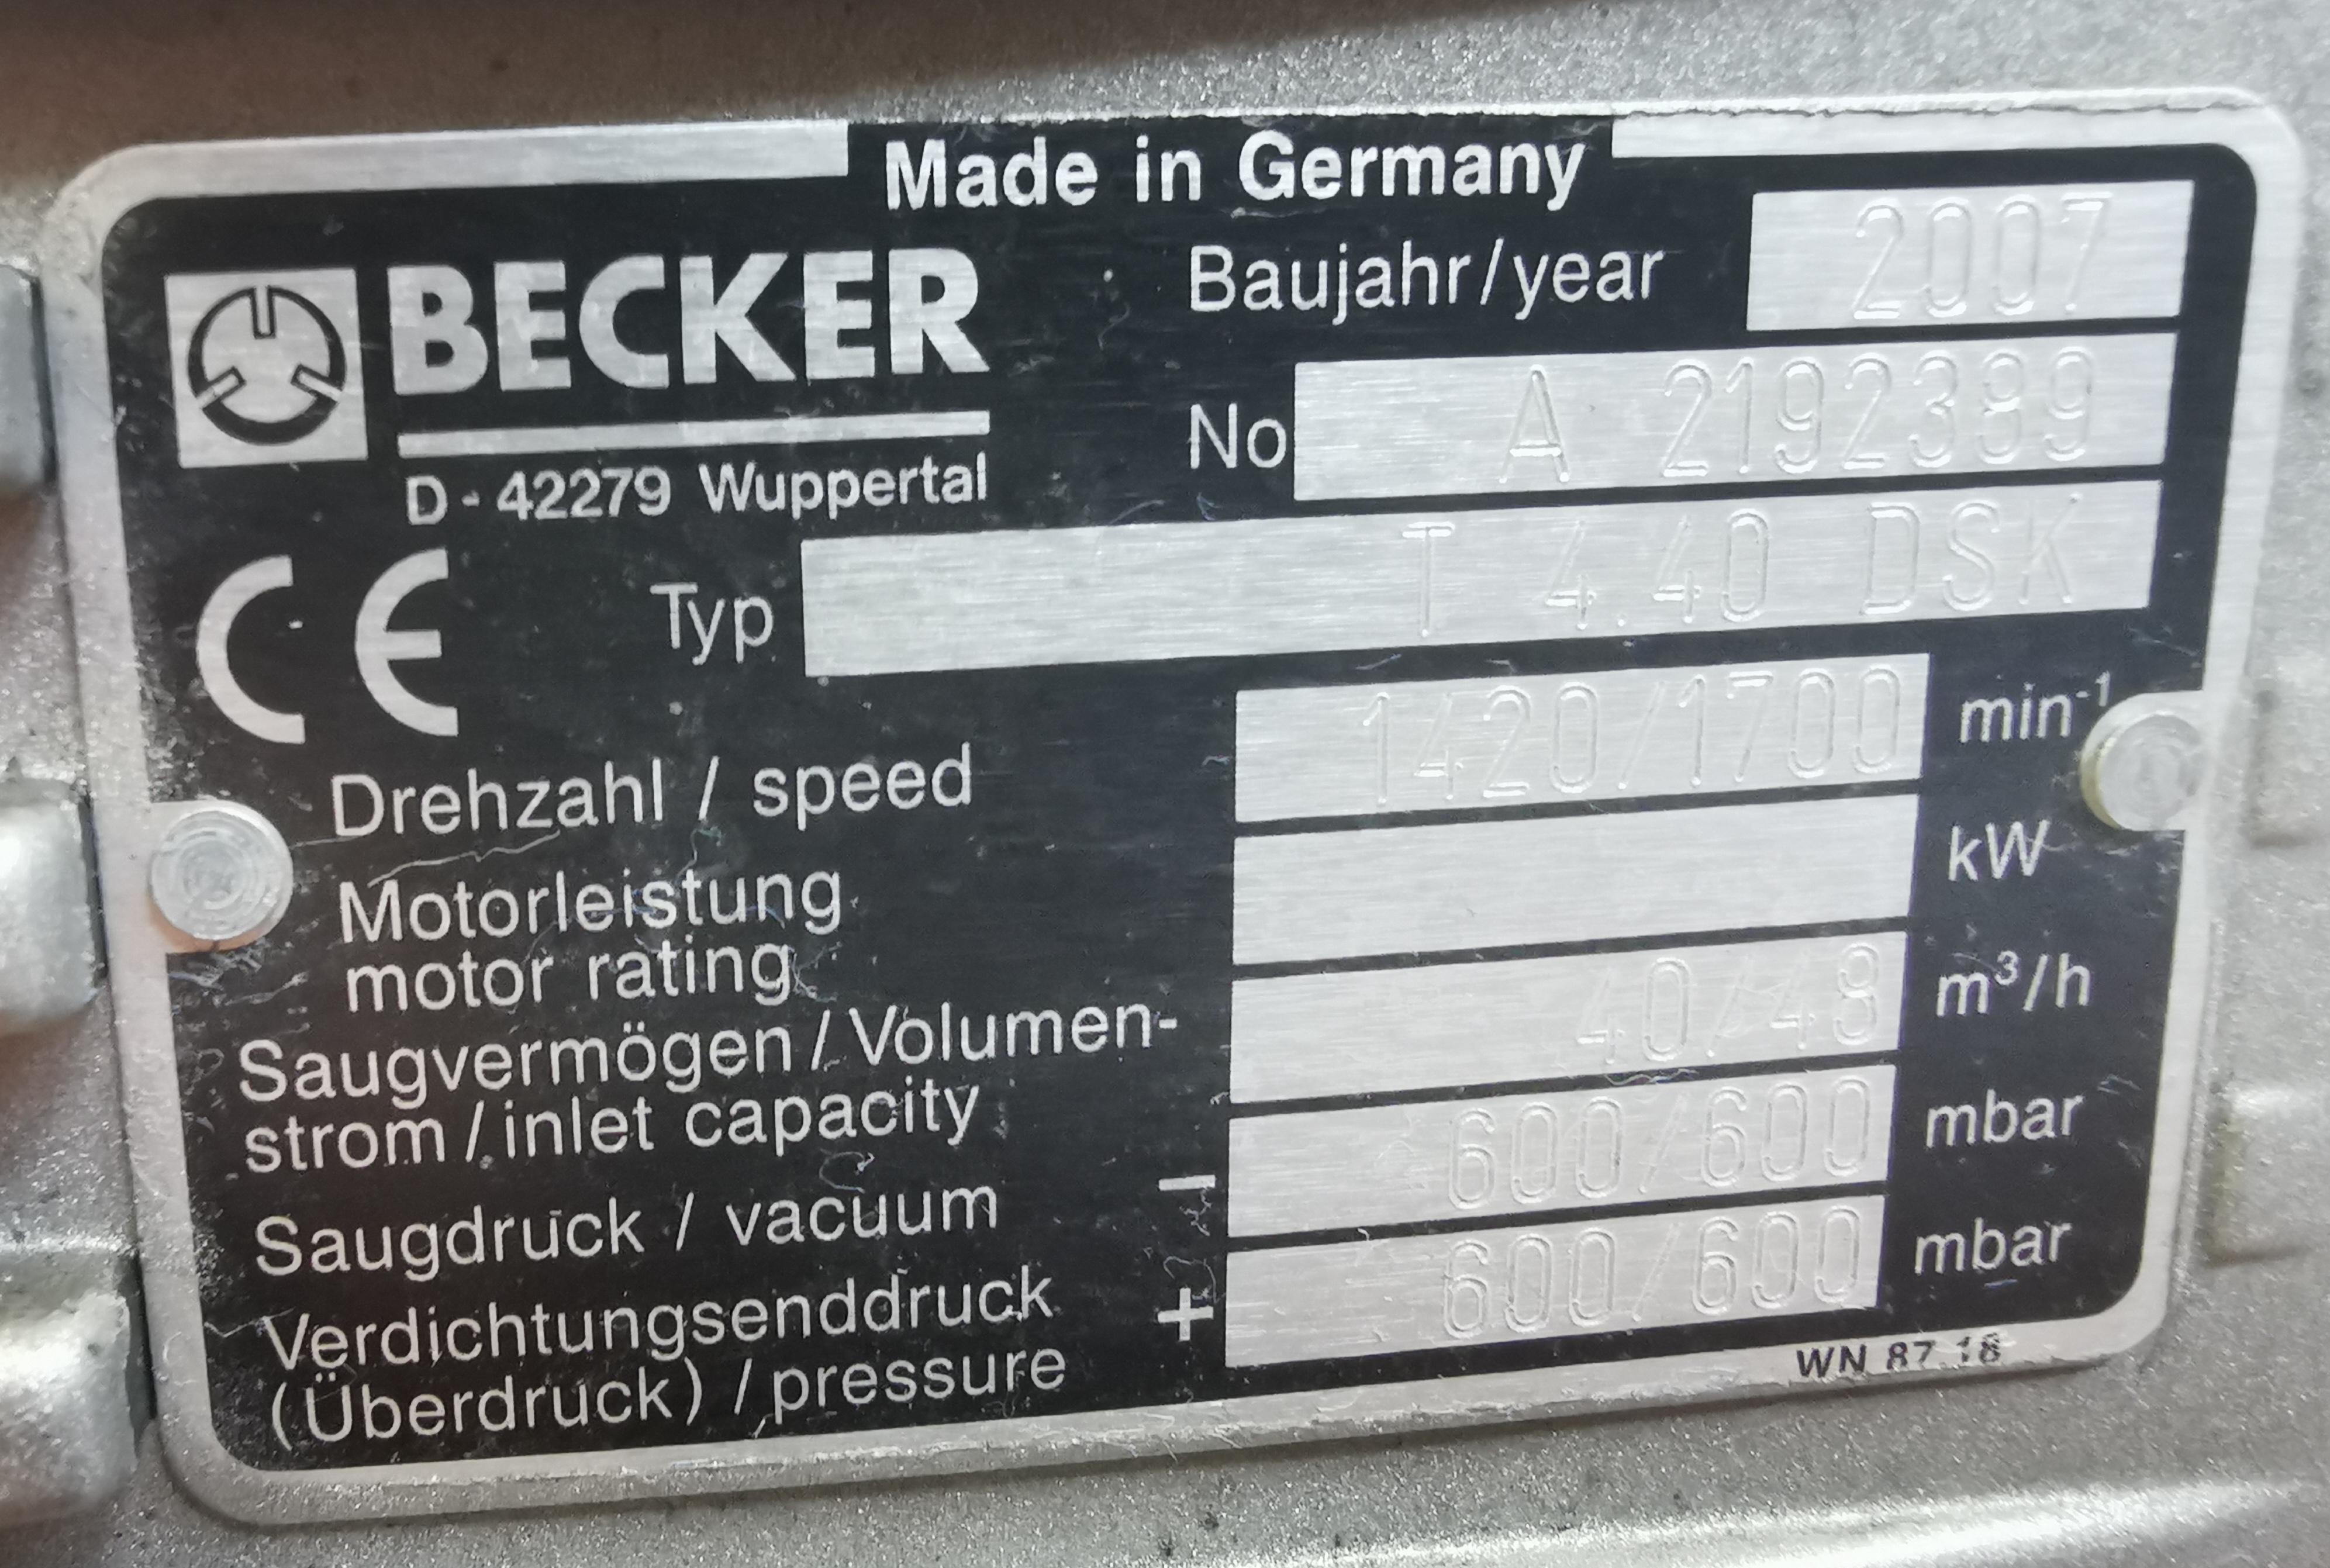 Made in Germany
BECKER
Baujahr/year 2007
D-42279 Wuppertal
No A 2192389
CE Typ T 4.40 DSK
Drehzahl / speed 1420/1700 min-1
Motorleistung
motor rating kW
Saugvermögen/Volumen-
strom/inlet capacity 40/48 m³/h
Saugdruck / vacuum - 600/600 mbar
Verdichtungsenddruck
(Überdruck)/pressure + 600/600 mbar
WN 87.18